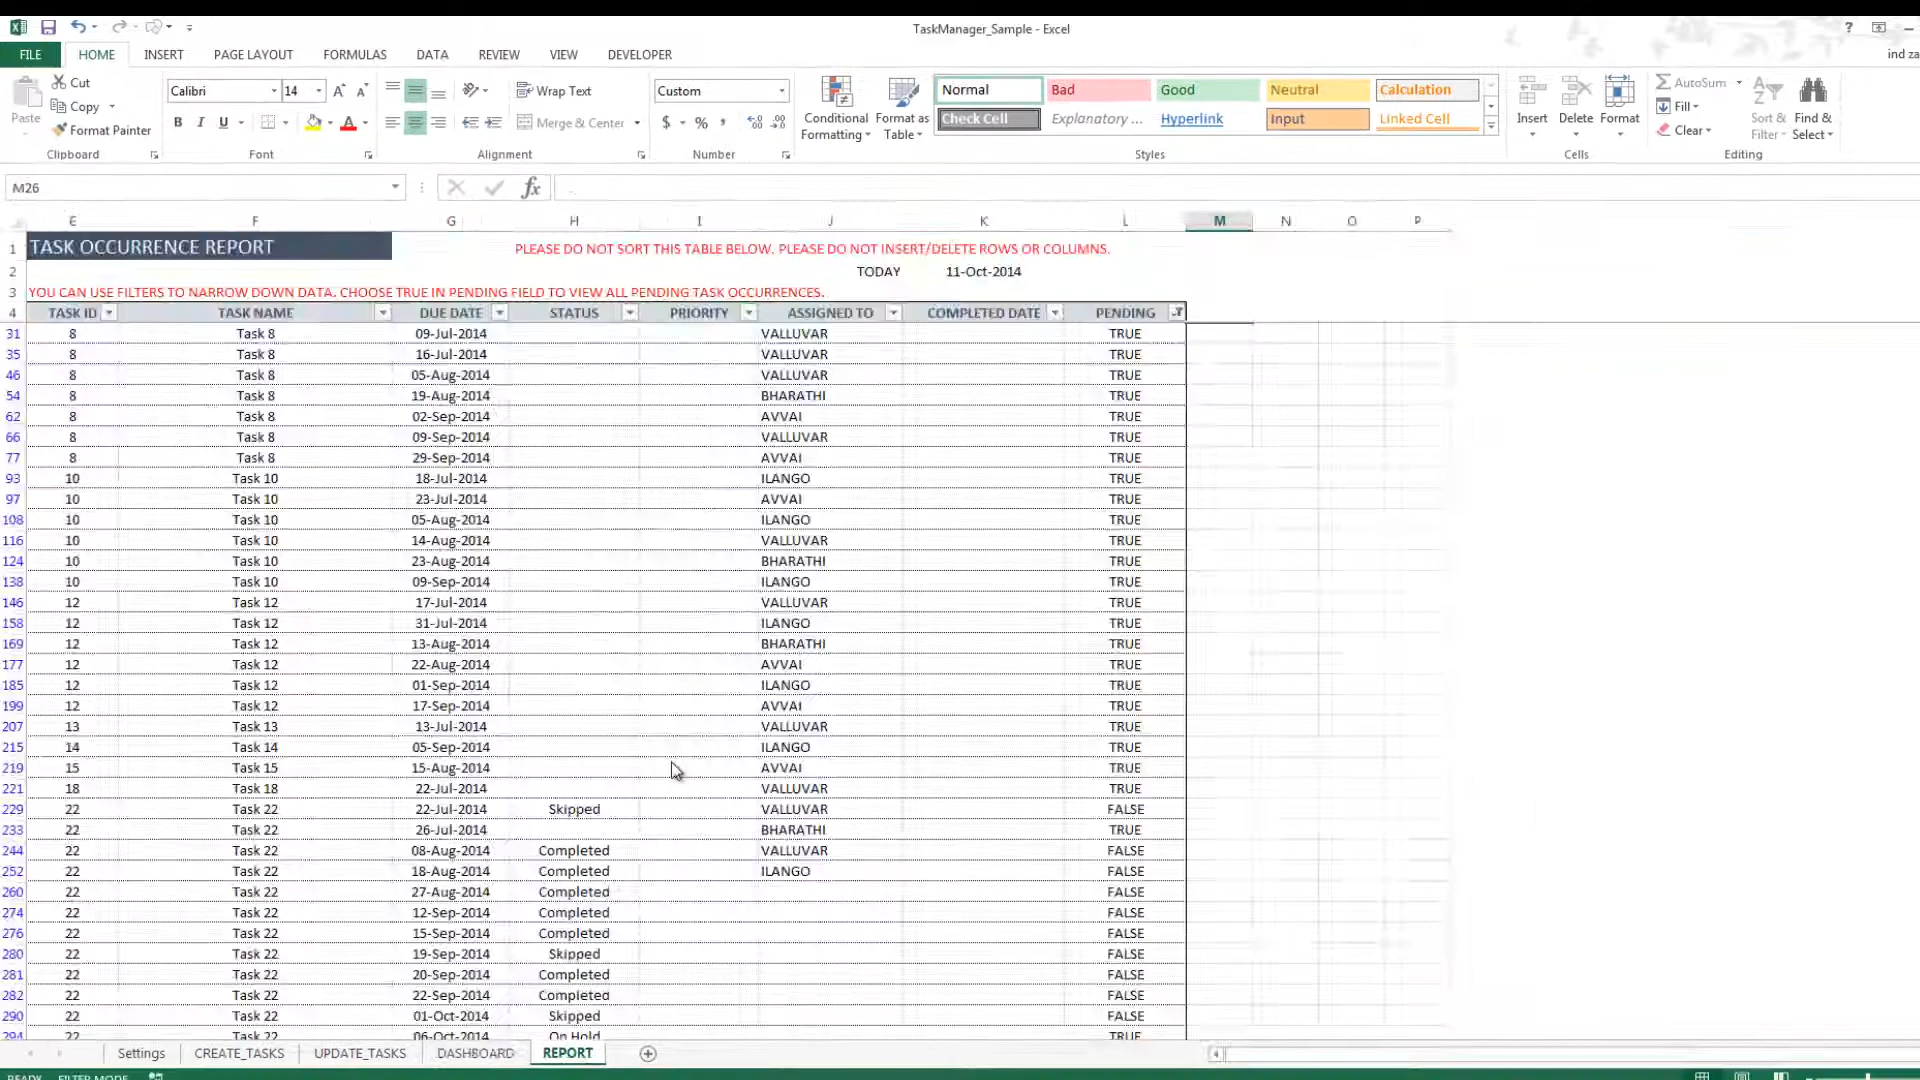 TaskManager_Sample - Excel
?
FILE HOME INSERT PAGE LAYOUT FORMULAS DATA REVIEW VIEW DEVELOPER ind za
Cut
Copy
Paste
Format Painter
Calibri 14
B I U
Wrap Text
Merge & Center
Custom
$ % ,
Conditional Formatting
Format as Table
Normal Bad Good Neutral Calculation
Check Cell Explanatory ... Hyperlink Input Linked Cell
Insert Delete Format
AutoSum
Fill
Clear
Sort & Filter
Find & Select
Clipboard Font Alignment Number Styles Cells Editing
M26 fx
E F G H I J K L M N O P
1 TASK OCCURRENCE REPORT PLEASE DO NOT SORT THIS TABLE BELOW. PLEASE DO NOT INSERT/DELETE ROWS OR COLUMNS.
2 TODAY 11-Oct-2014
3 YOU CAN USE FILTERS TO NARROW DOWN DATA. CHOOSE TRUE IN PENDING FIELD TO VIEW ALL PENDING TASK OCCURRENCES.
4 TASK ID TASK NAME DUE DATE STATUS PRIORITY ASSIGNED TO COMPLETED DATE PENDING
31 8 Task 8 09-Jul-2014 VALLUVAR TRUE
35 8 Task 8 16-Jul-2014 VALLUVAR TRUE
46 8 Task 8 05-Aug-2014 VALLUVAR TRUE
54 8 Task 8 19-Aug-2014 BHARATHI TRUE
62 8 Task 8 02-Sep-2014 AVVAI TRUE
66 8 Task 8 09-Sep-2014 VALLUVAR TRUE
77 8 Task 8 29-Sep-2014 AVVAI TRUE
93 10 Task 10 18-Jul-2014 ILANGO TRUE
97 10 Task 10 23-Jul-2014 AVVAI TRUE
108 10 Task 10 05-Aug-2014 ILANGO TRUE
116 10 Task 10 14-Aug-2014 VALLUVAR TRUE
124 10 Task 10 23-Aug-2014 BHARATHI TRUE
138 10 Task 10 09-Sep-2014 ILANGO TRUE
146 12 Task 12 17-Jul-2014 VALLUVAR TRUE
158 12 Task 12 31-Jul-2014 ILANGO TRUE
169 12 Task 12 13-Aug-2014 BHARATHI TRUE
177 12 Task 12 22-Aug-2014 AVVAI TRUE
185 12 Task 12 01-Sep-2014 ILANGO TRUE
199 12 Task 12 17-Sep-2014 AVVAI TRUE
207 13 Task 13 13-Jul-2014 VALLUVAR TRUE
215 14 Task 14 05-Sep-2014 ILANGO TRUE
219 15 Task 15 15-Aug-2014 AVVAI TRUE
221 18 Task 18 22-Jul-2014 VALLUVAR TRUE
229 22 Task 22 22-Jul-2014 Skipped VALLUVAR FALSE
233 22 Task 22 26-Jul-2014 BHARATHI TRUE
244 22 Task 22 08-Aug-2014 Completed VALLUVAR FALSE
252 22 Task 22 18-Aug-2014 Completed ILANGO FALSE
260 22 Task 22 27-Aug-2014 Completed FALSE
274 22 Task 22 12-Sep-2014 Completed FALSE
276 22 Task 22 15-Sep-2014 Completed FALSE
280 22 Task 22 19-Sep-2014 Skipped FALSE
281 22 Task 22 20-Sep-2014 Completed FALSE
282 22 Task 22 22-Sep-2014 Completed FALSE
290 22 Task 22 01-Oct-2014 Skipped FALSE
294 22 Task 22 06-Oct-2014 On Hold TRUE
Settings CREATE_TASKS UPDATE_TASKS DASHBOARD REPORT
READY FILTER MODE